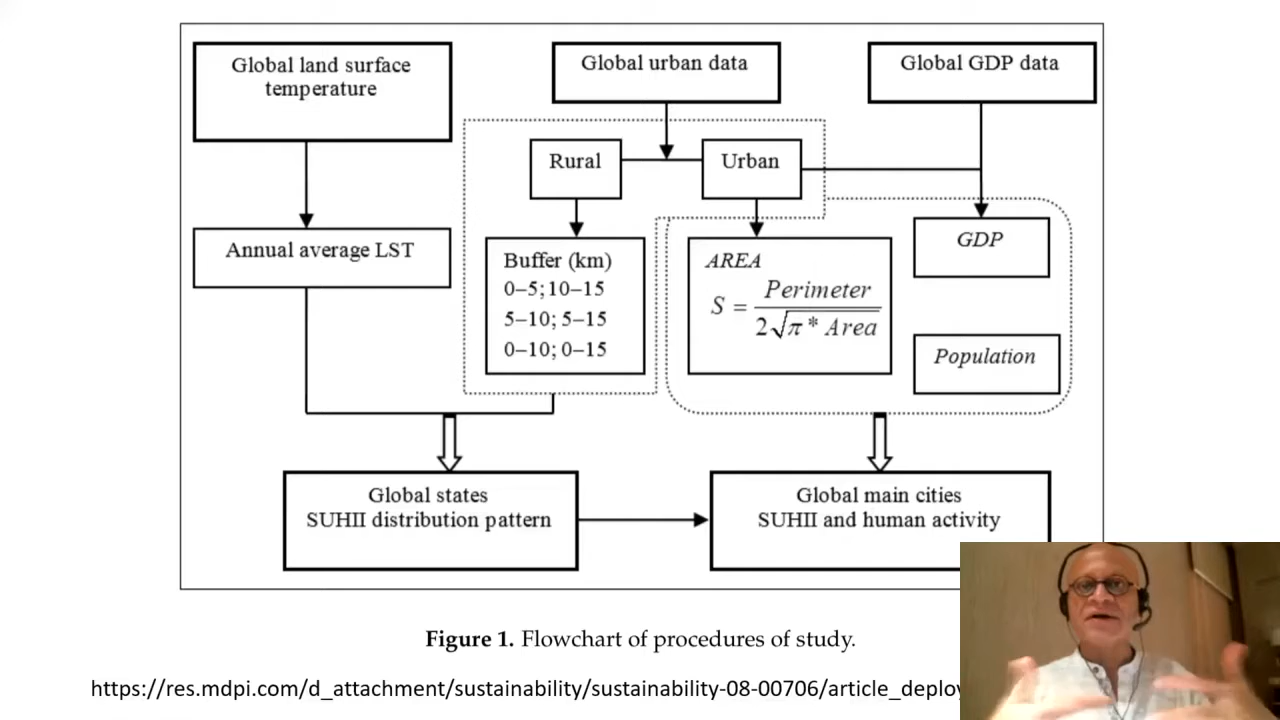 Global land surface
temperature
Global urban data
Global GDP data
Rural
Urban
Annual average LST
Buffer (km)
0–5;10–15
5–10; 5–15
0–10; 0–15
AREA
S = Perimeter / 2√π * Area
GDP
Population
Global states
SUHII distribution pattern
Global main cities
SUHII and human activity
Figure 1. Flowchart of procedures of study.
https://res.mdpi.com/d_attachment/sustainability/sustainability-08-00706/article_deploy